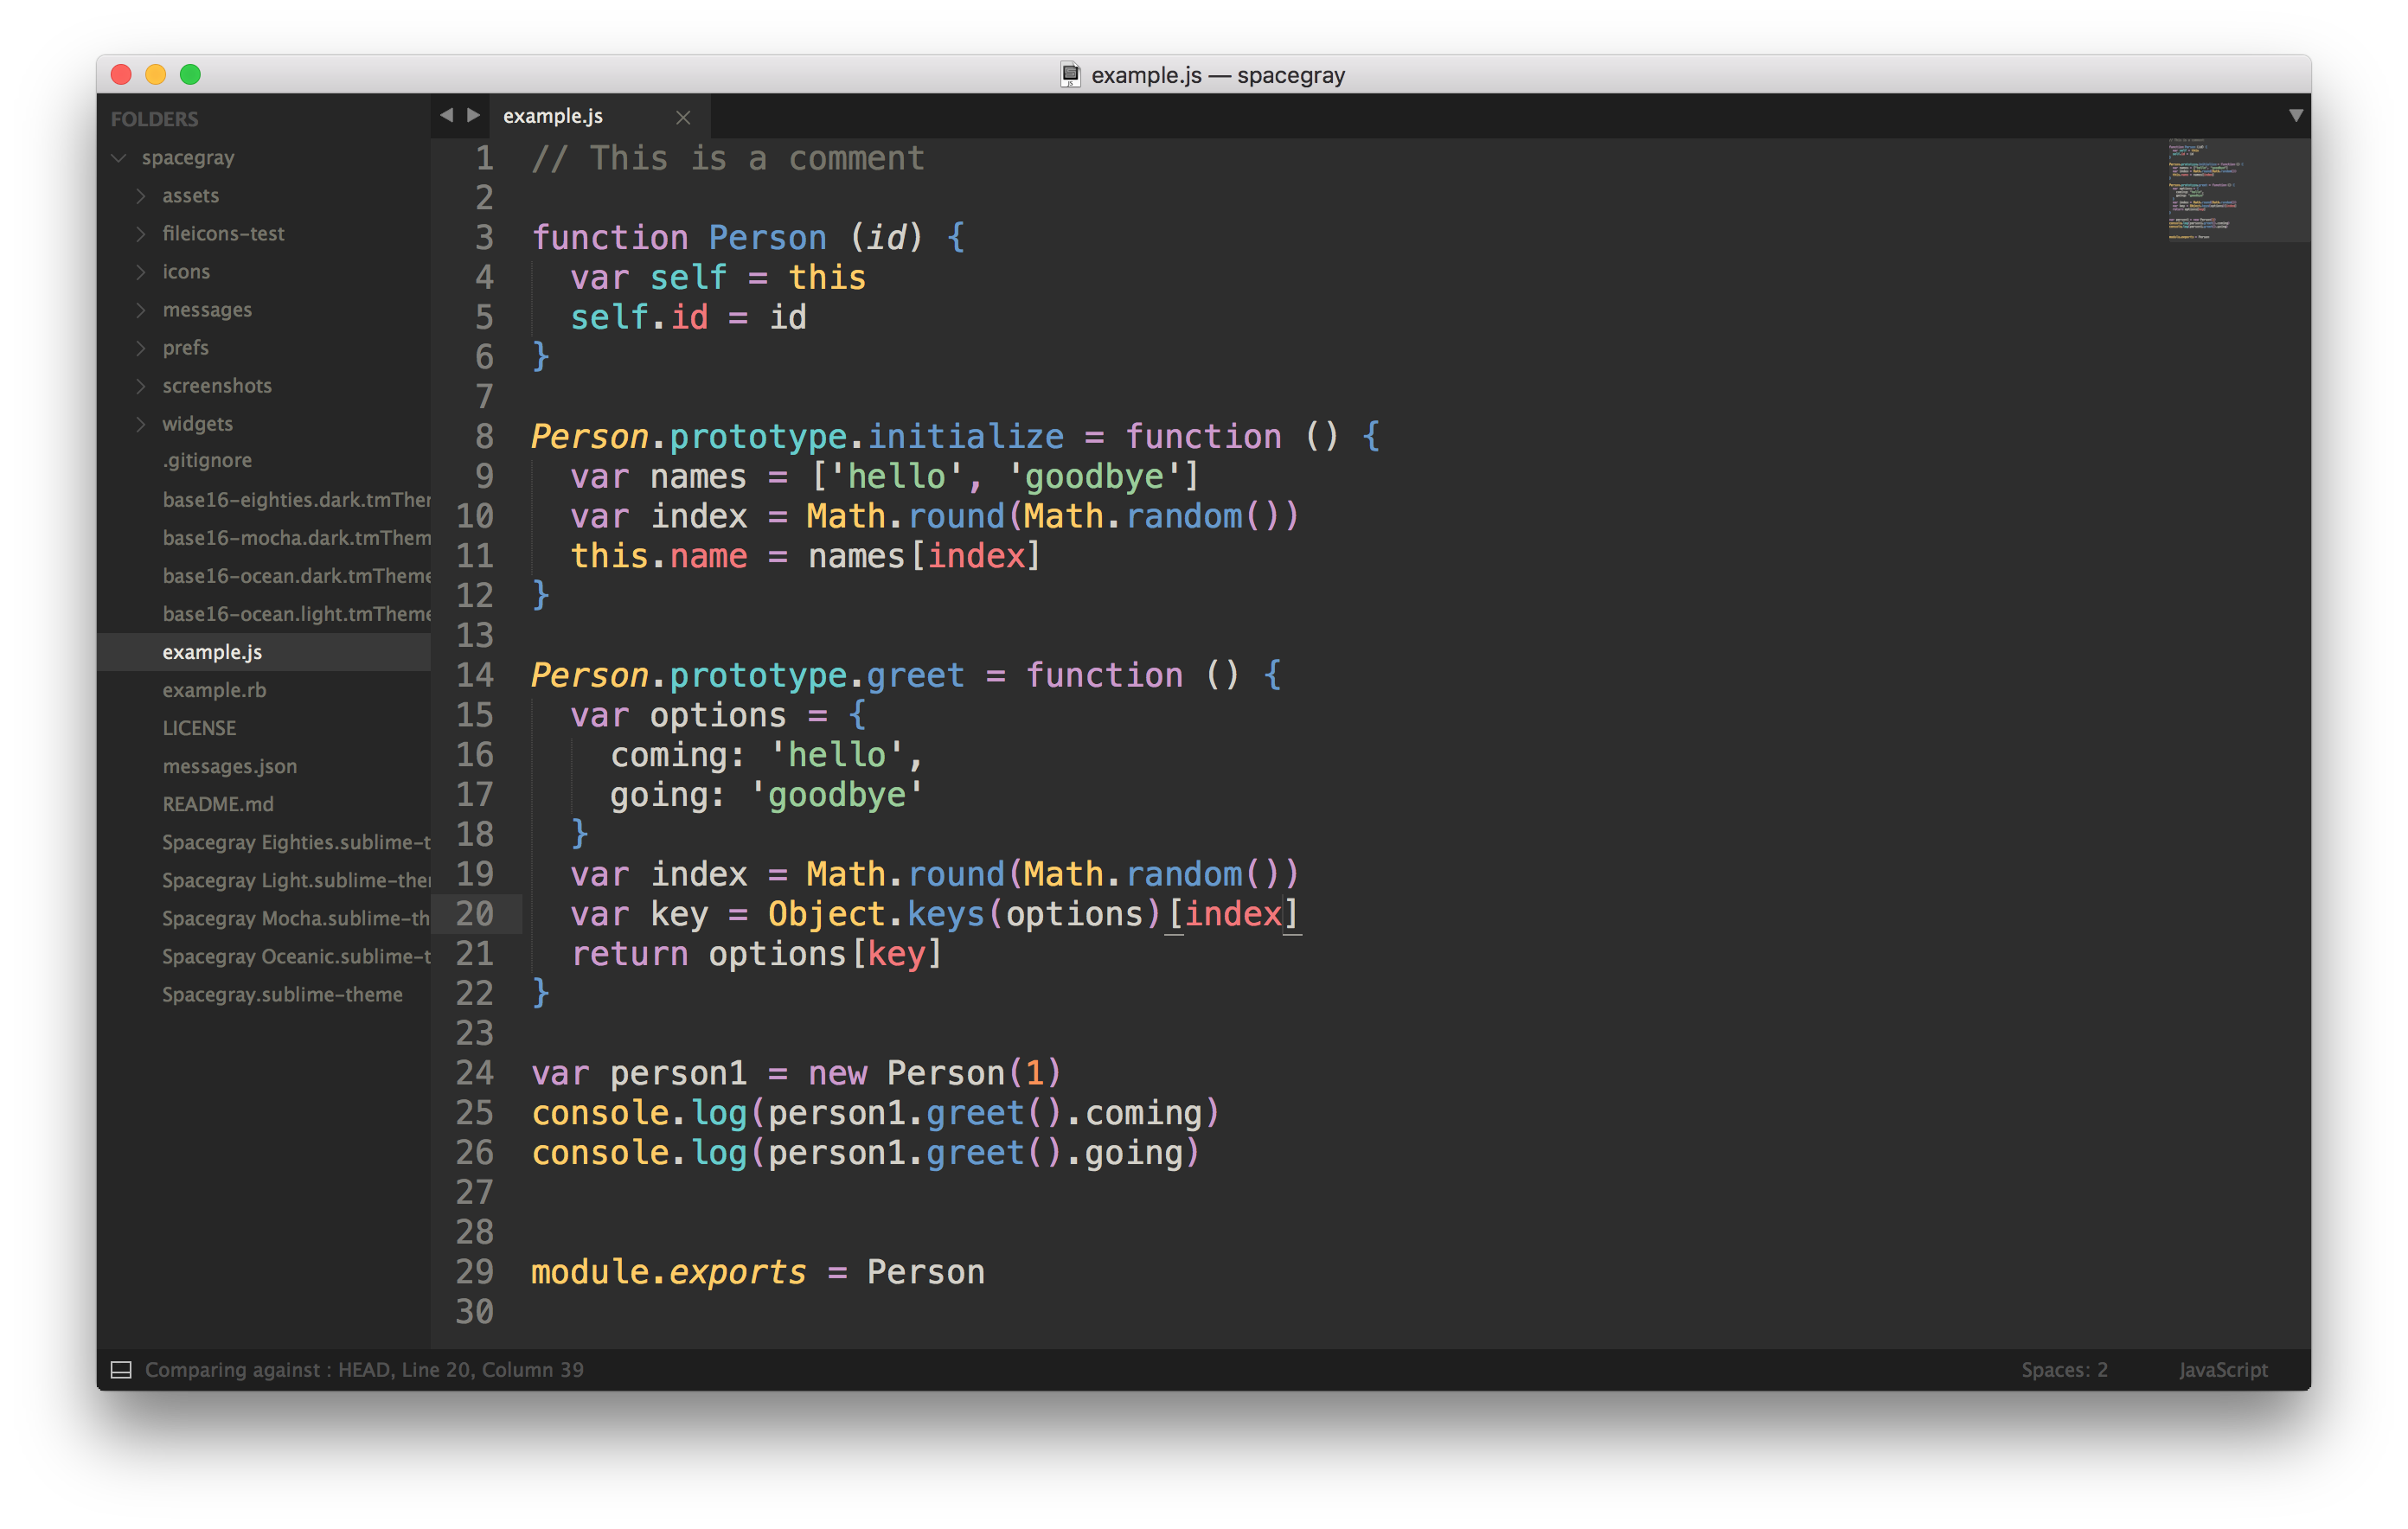 example.js — spacegray
FOLDERS
spacegray
assets
fileicons-test
icons
messages
prefs
screenshots
widgets
.gitignore
base16-eighties.dark.tmTher
base16-mocha.dark.tmThem
base16-ocean.dark.tmTheme
base16-ocean.light.tmTheme
example.js
example.rb
LICENSE
messages.json
README.md
Spacegray Eighties.sublime-t
Spacegray Light.sublime-the
Spacegray Mocha.sublime-th
Spacegray Oceanic.sublime-t
Spacegray.sublime-theme
example.js
1 // This is a comment
2
3 function Person (id) {
4   var self = this
5   self.id = id
6 }
7
8 Person.prototype.initialize = function () {
9   var names = ['hello', 'goodbye']
10   var index = Math.round(Math.random())
11   this.name = names[index]
12 }
13
14 Person.prototype.greet = function () {
15   var options = {
16     coming: 'hello',
17     going: 'goodbye'
18   }
19   var index = Math.round(Math.random())
20   var key = Object.keys(options)[index]
21   return options[key]
22 }
23
24 var person1 = new Person(1)
25 console.log(person1.greet().coming)
26 console.log(person1.greet().going)
27
28
29 module.exports = Person
30
Comparing against : HEAD, Line 20, Column 39
Spaces: 2
JavaScript